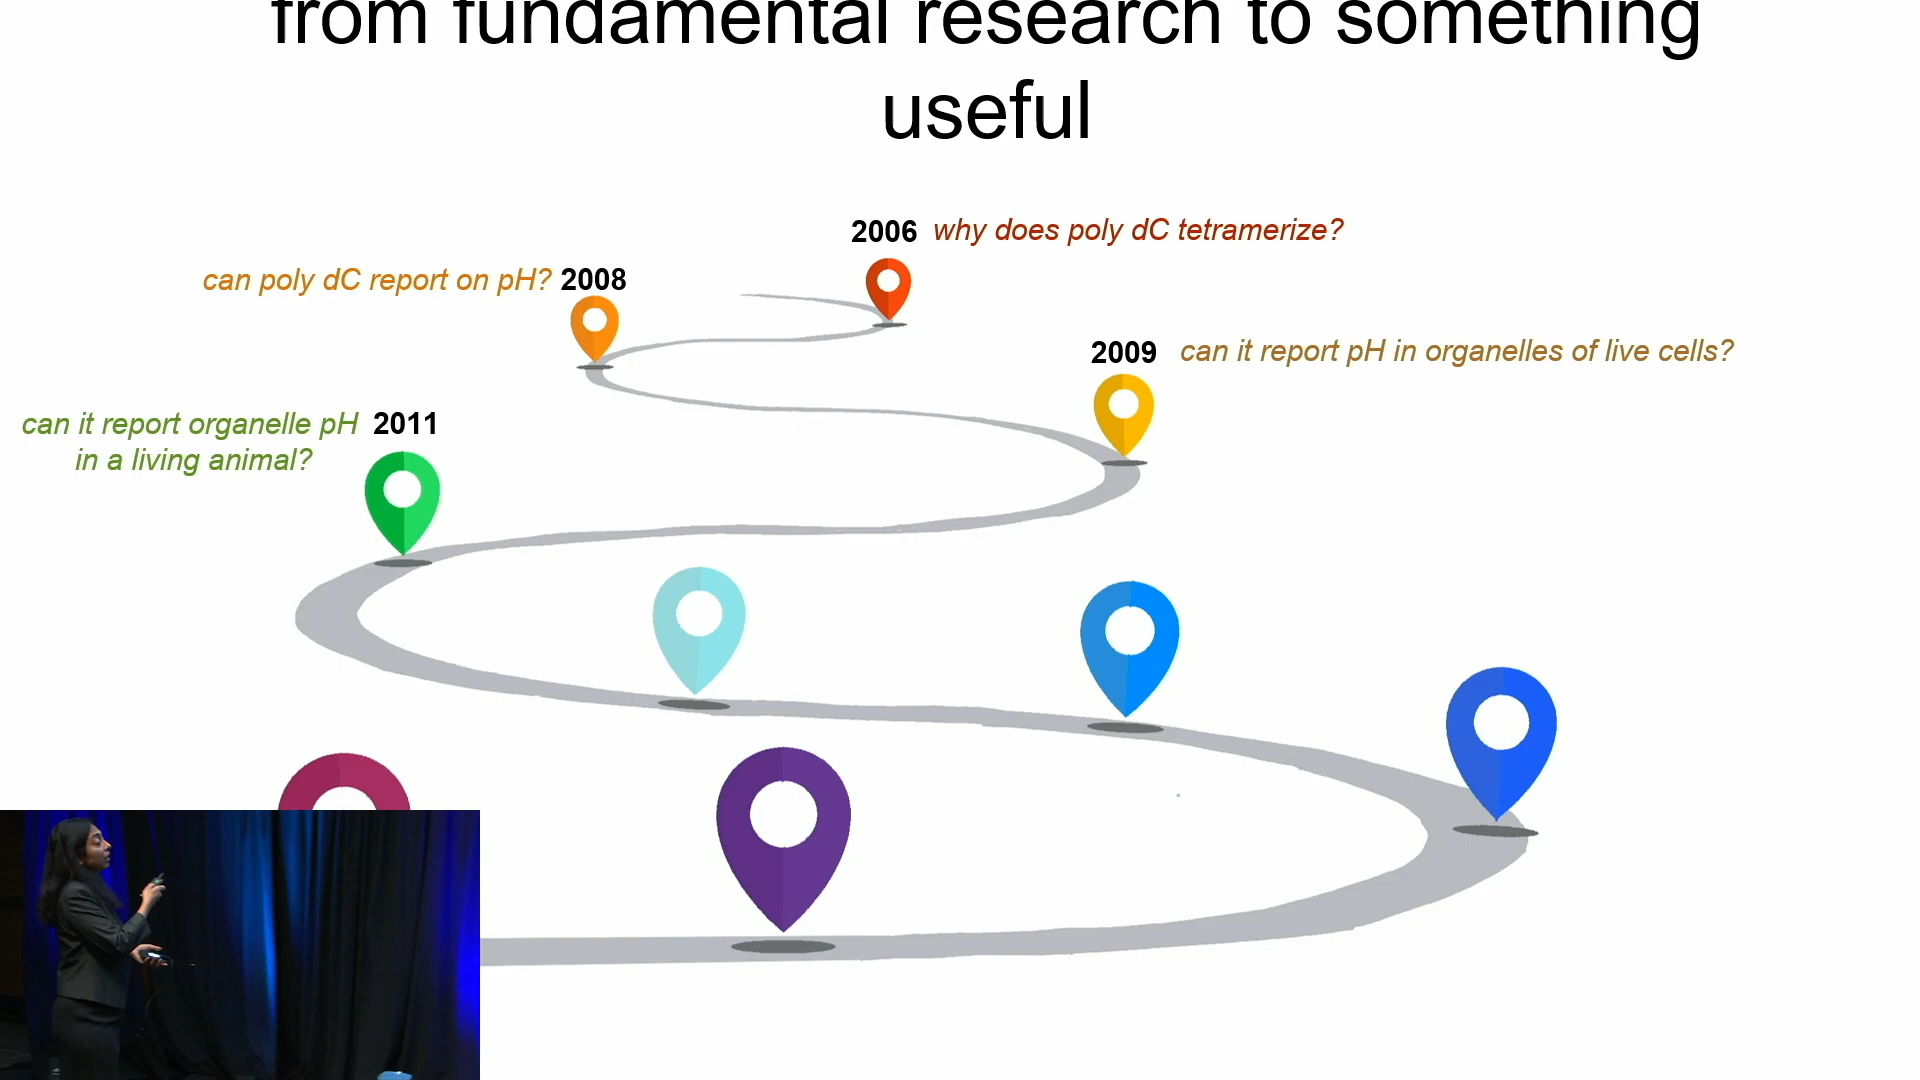 from fundamental research to something
useful
2006 why does poly dC tetramerize?
can poly dC report on pH? 2008
2009 can it report pH in organelles of live cells?
can it report organelle pH 2011
in a living animal?